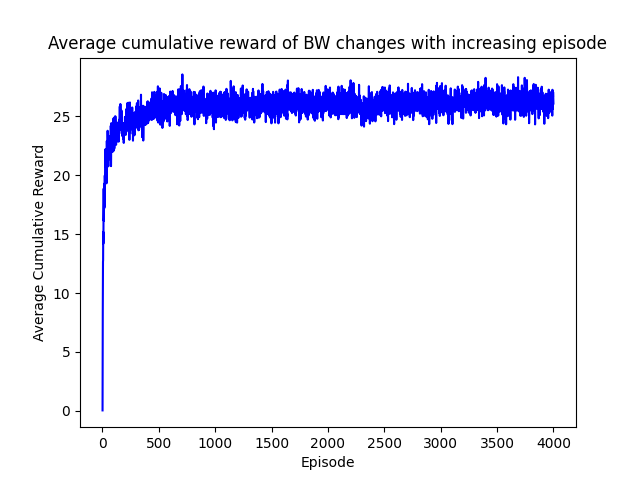 Average cumulative reward of BW changes with increasing episode
Average Cumulative Reward
25
20
15
10
5
0
0 500 1000 1500 2000 2500 3000 3500 4000
Episode